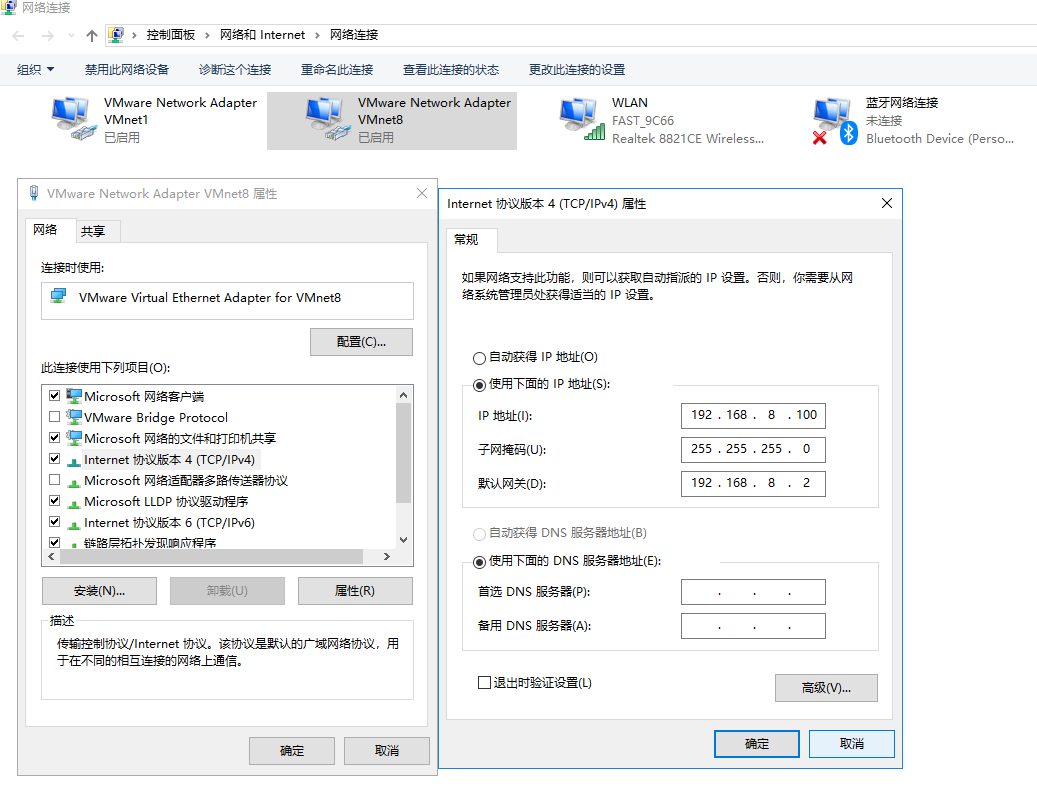 网络连接
控制面板 › 网络和 Internet › 网络连接
组织 禁用此网络设备 诊断这个连接 重命名此连接 查看此连接的状态 更改此连接的设置
VMware Network Adapter
VMnet1
已启用
VMware Network Adapter
VMnet8
已启用
WLAN
FAST_9C66
Realtek 8821CE Wireless...
蓝牙网络连接
未连接
Bluetooth Device (Perso...
VMware Network Adapter VMnet8 属性
网络 共享
连接时使用:
VMware Virtual Ethernet Adapter for VMnet8
配置(C)...
此连接使用下列项目(O):
Microsoft 网络客户端
VMware Bridge Protocol
Microsoft 网络的文件和打印机共享
Internet 协议版本 4 (TCP/IPv4)
Microsoft 网络适配器多路传送器协议
Microsoft LLDP 协议驱动程序
Internet 协议版本 6 (TCP/IPv6)
链路层拓扑发现响应程序
安装(N)... 卸载(U) 属性(R)
描述
传输控制协议/Internet 协议。该协议是默认的广域网络协议，用
于在不同的相互连接的网络上通信。
确定 取消
Internet 协议版本 4 (TCP/IPv4) 属性
常规
如果网络支持此功能，则可以获取自动指派的 IP 设置。否则，你需要从网
络系统管理员处获得适当的 IP 设置。
自动获得 IP 地址(O)
使用下面的 IP 地址(S):
IP 地址(I): 192 . 168 . 8 . 100
子网掩码(U): 255 . 255 . 255 . 0
默认网关(D): 192 . 168 . 8 . 2
自动获得 DNS 服务器地址(B)
使用下面的 DNS 服务器地址(E):
首选 DNS 服务器(P): . . .
备用 DNS 服务器(A): . . .
退出时验证设置(L)
高级(V)...
确定 取消